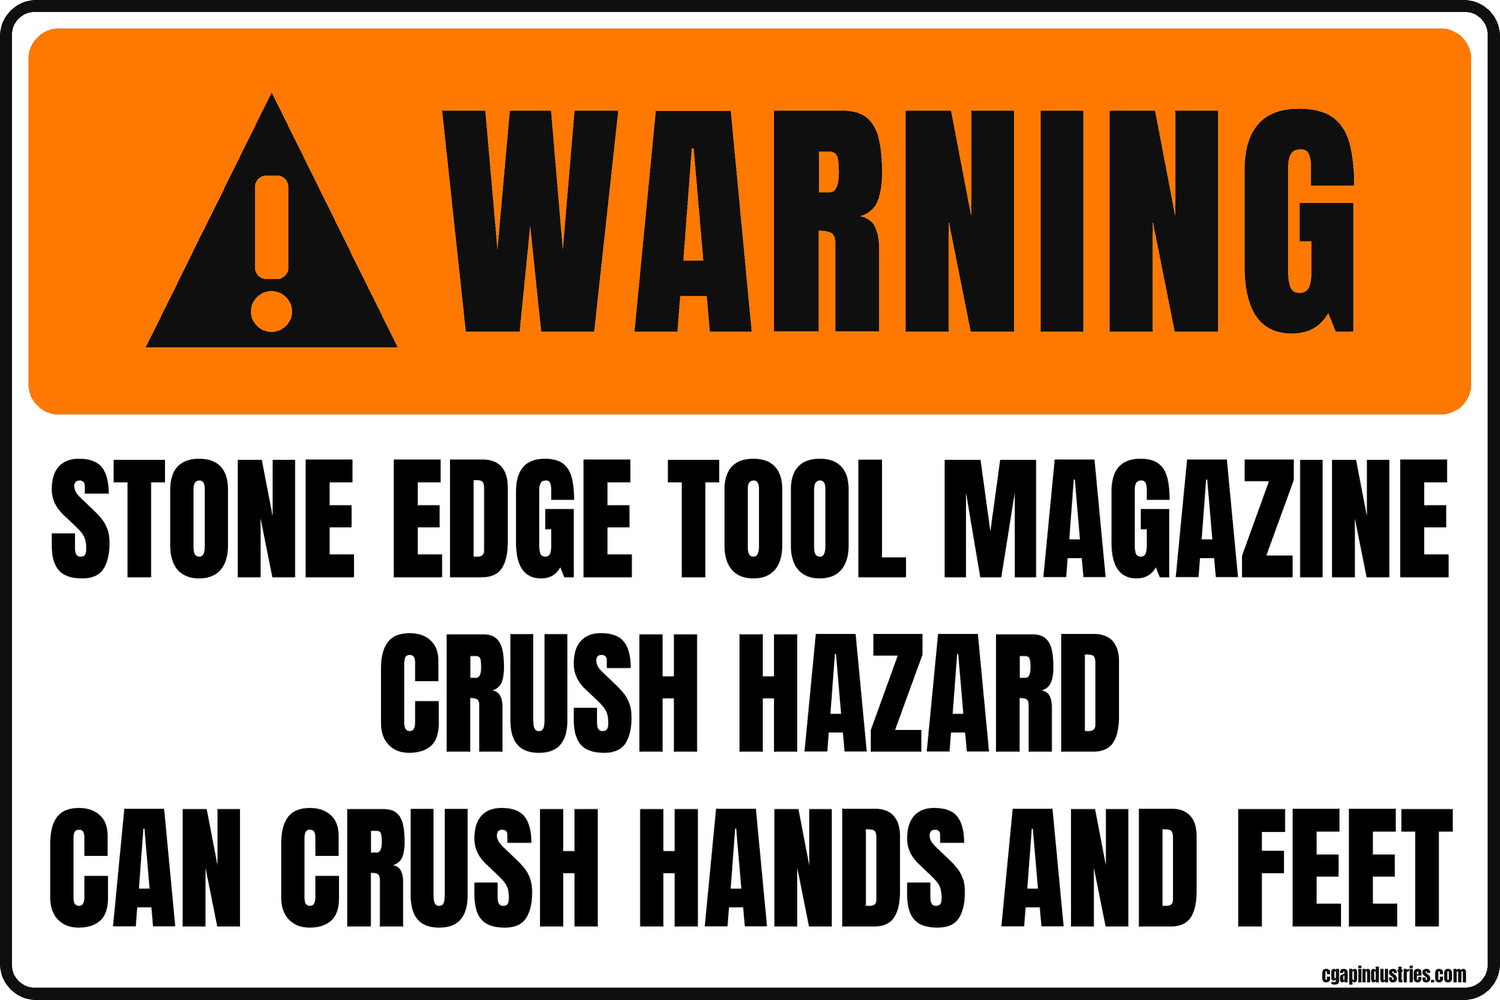 WARNING
STONE EDGE TOOL MAGAZINE
CRUSH HAZARD
CAN CRUSH HANDS AND FEET
cgapindustries.com